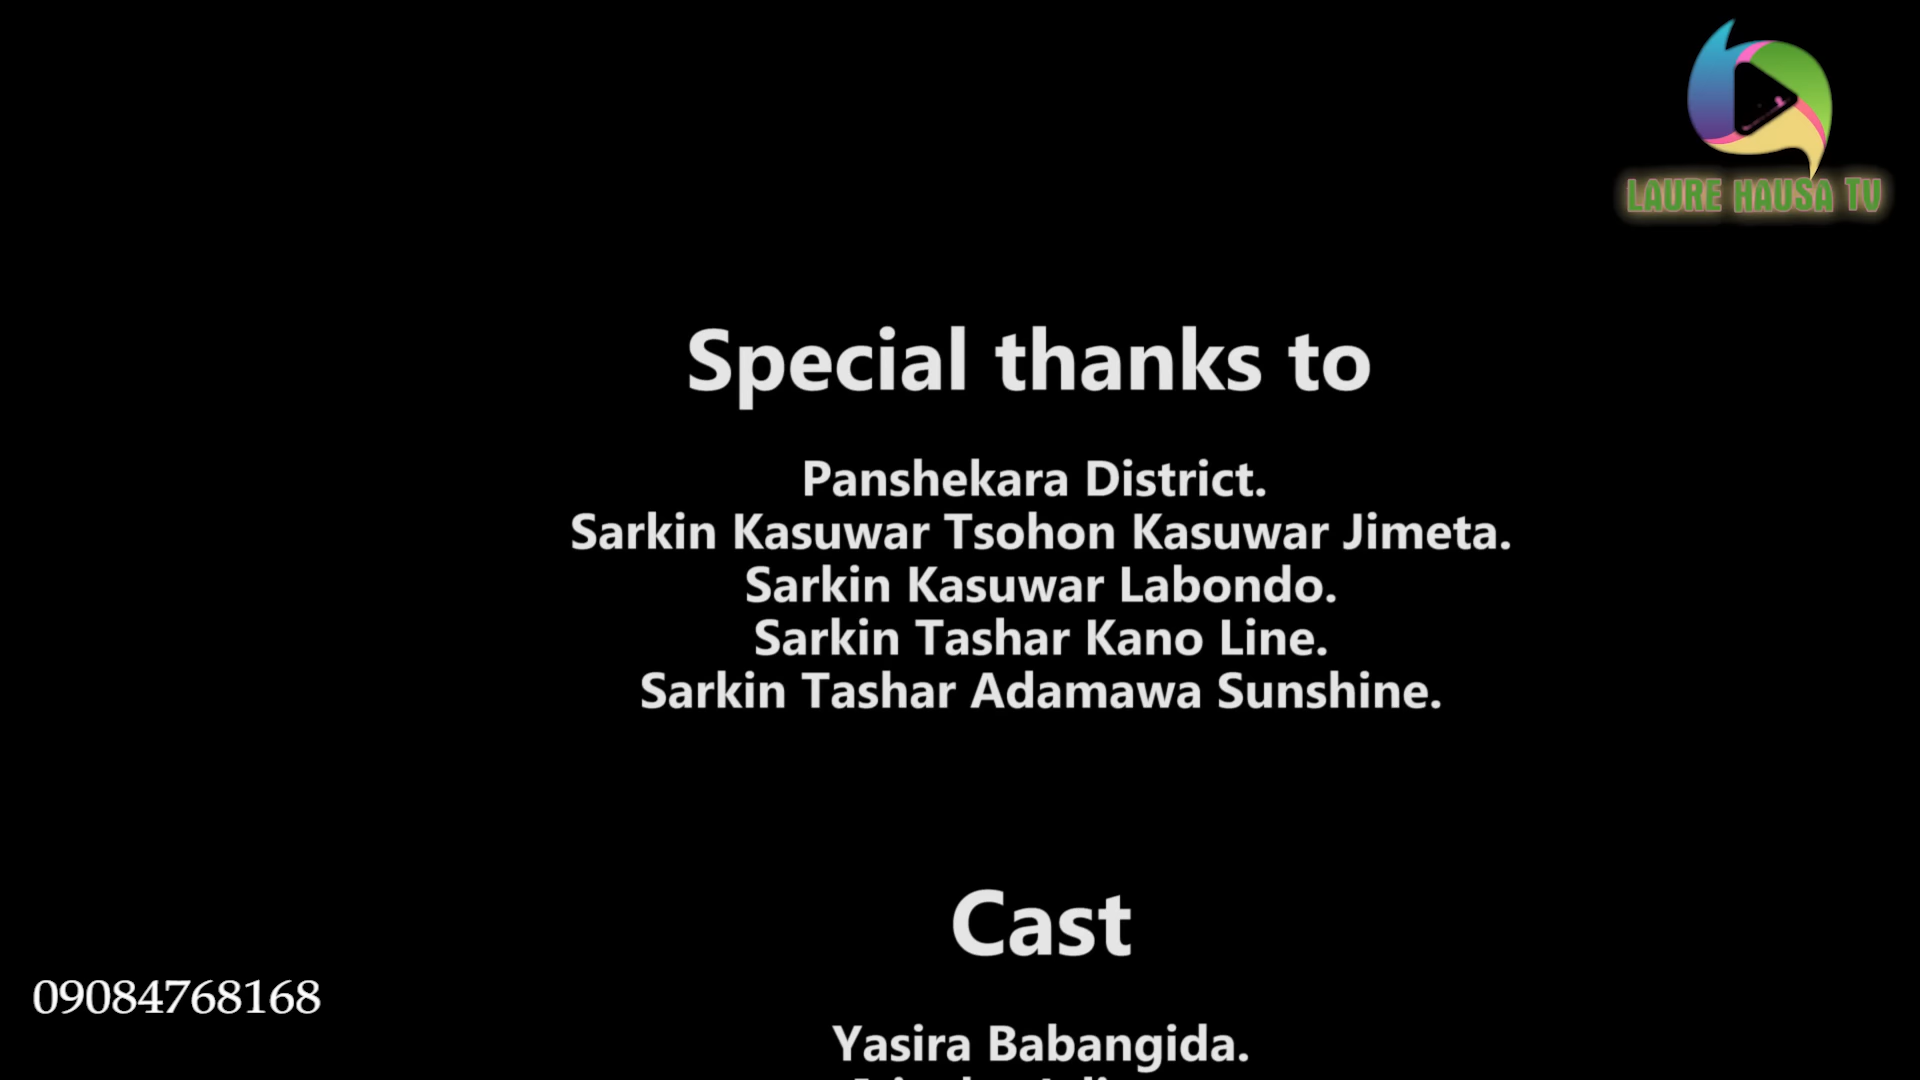 LAURE HAUSA TV
Special thanks to
Panshekara District.
Sarkin Kasuwar Tsohon Kasuwar Jimeta.
Sarkin Kasuwar Labondo.
Sarkin Tashar Kano Line.
Sarkin Tashar Adamawa Sunshine.
Cast
09084768168
Yasira Babangida.